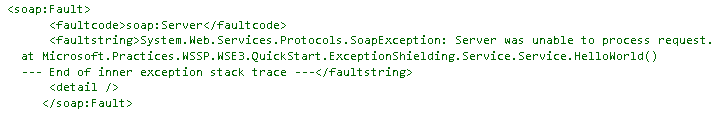 <soap:Fault>
<faultcode>soap:Server</faultcode>
<faultstring>System.Web.Services.Protocols.SoapException: Server was unable to process request.
at Microsoft.Practices.WSSP.WSE3.QuickStart.ExceptionShielding.Service.Service.HelloWorld()
--- End of inner exception stack trace ---</faultstring>
<detail />
</soap:Fault>